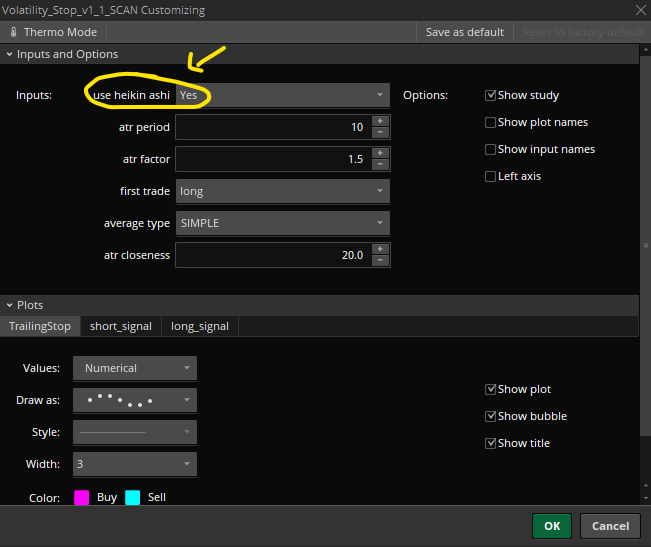 Volatility_Stop_v1_1_SCAN Customizing
Thermo Mode Save as default Reset to factory default
Inputs and Options
Inputs: use heikin ashi Yes Options: Show study
atr period 10 Show plot names
atr factor 1.5 Show input names
first trade long Left axis
average type SIMPLE
atr closeness 20.0
Plots
TrailingStop short_signal long_signal
Values: Numerical
Draw as: Show plot
Style: Show bubble
Width: 3 Show title
Color: Buy Sell
OK Cancel